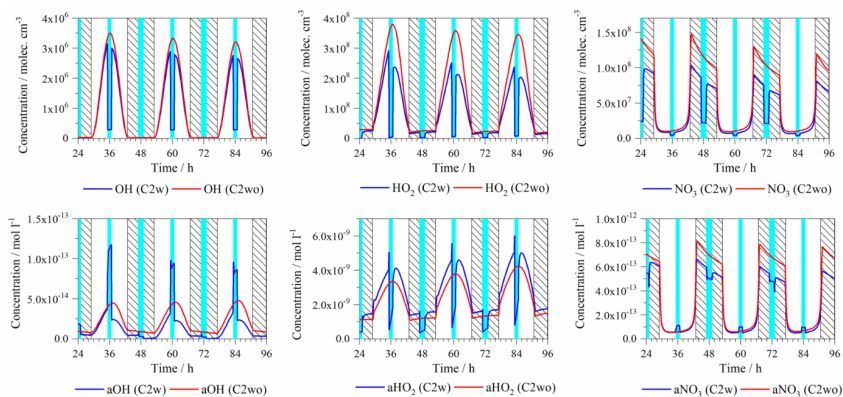 Concentration / molec. cm⁻³
4x10⁶
3x10⁶
2x10⁶
1x10⁶
0
24 36 48 60 72 84 96
Time / h
OH (C2w) OH (C2wo)
Concentration / molec. cm⁻³
4x10⁸
3x10⁸
2x10⁸
1x10⁸
0
24 36 48 60 72 84 96
Time / h
HO₂ (C2w) HO₂ (C2wo)
Concentration / molec. cm⁻³
1.5x10⁸
1.0x10⁸
5.0x10⁷
0.0
24 36 48 60 72 84 96
Time / h
NO₃ (C2w) NO₃ (C2wo)
Concentration / mol l⁻¹
1.5x10⁻¹³
1.0x10⁻¹³
5.0x10⁻¹⁴
0.0
24 36 48 60 72 84 96
Time / h
aOH (C2w) aOH (C2wo)
Concentration / mol l⁻¹
6.0x10⁻⁹
4.0x10⁻⁹
2.0x10⁻⁹
0.0
24 36 48 60 72 84 96
Time / h
aHO₂ (C2w) aHO₂ (C2wo)
Concentration / mol l⁻¹
1.0x10⁻¹²
8.0x10⁻¹³
6.0x10⁻¹³
4.0x10⁻¹³
2.0x10⁻¹³
0.0
24 36 48 60 72 84 96
Time / h
aNO₃ (C2w) aNO₃ (C2wo)